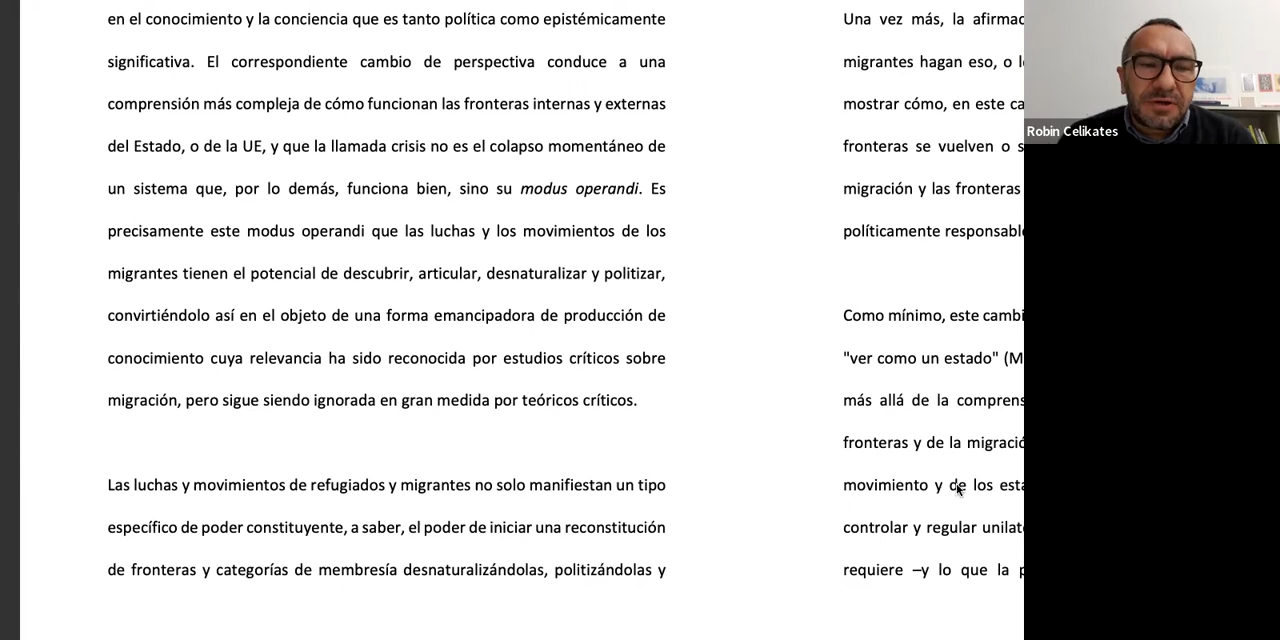 en el conocimiento y la conciencia que es tanto política como epistémicamente
significativa. El correspondiente cambio de perspectiva conduce a una
comprensión más compleja de cómo funcionan las fronteras internas y externas
del Estado, o de la UE, y que la llamada crisis no es el colapso momentáneo de
un sistema que, por lo demás, funciona bien, sino su modus operandi. Es
precisamente este modus operandi que las luchas y los movimientos de los
migrantes tienen el potencial de descubrir, articular, desnaturalizar y politizar,
convirtiéndolo así en el objeto de una forma emancipadora de producción de
conocimiento cuya relevancia ha sido reconocida por estudios críticos sobre
migración, pero sigue siendo ignorada en gran medida por teóricos críticos.
Las luchas y movimientos de refugiados y migrantes no solo manifiestan un tipo
específico de poder constituyente, a saber, el poder de iniciar una reconstitución
de fronteras y categorías de membresía desnaturalizándolas, politizándolas y
Una vez más, la afirmac
migrantes hagan eso, o l
mostrar cómo, en este ca
fronteras se vuelven o s
migración y las fronteras
políticamente responsabl
Como mínimo, este cambi
"ver como un estado" (M
más allá de la comprens
fronteras y de la migració
movimiento y de los esta
controlar y regular unilat
requiere –y lo que la p
Robin Celikates